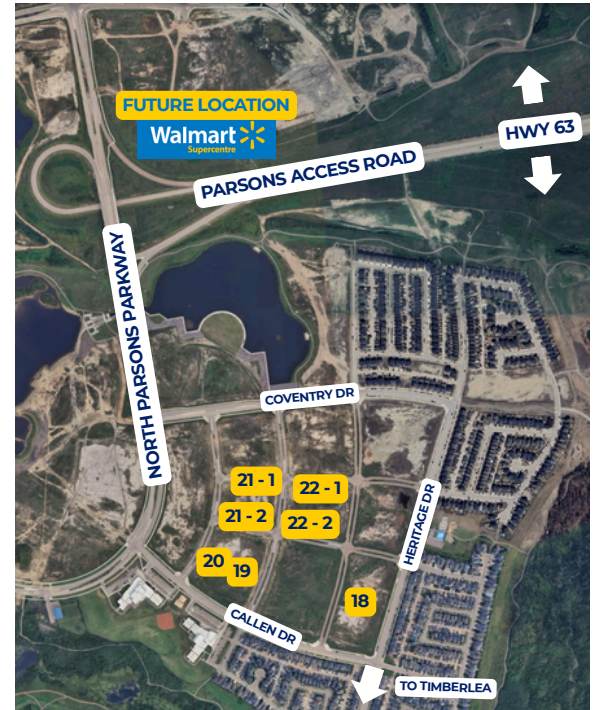 FUTURE LOCATION
Walmart
Supercentre
HWY 63
PARSONS ACCESS ROAD
NORTH PARSONS PARKWAY
COVENTRY DR
21 - 1
22 - 1
21 - 2
22 - 2
HERITAGE DR
20
19
18
CALLEN DR
TO TIMBERLEA